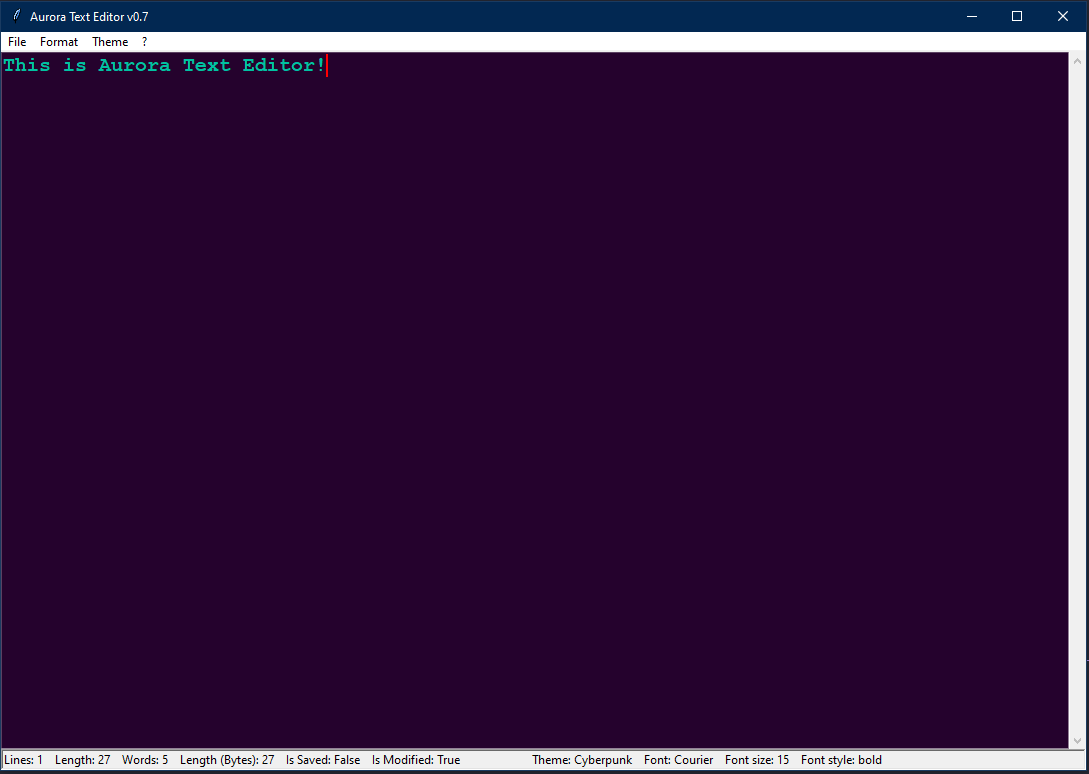 Aurora Text Editor v0.7
File Format Theme ?
This is Aurora Text Editor!
Lines: 1 Length: 27 Words: 5 Length (Bytes): 27 Is Saved: False Is Modified: True Theme: Cyberpunk Font: Courier Font size: 15 Font style: bold